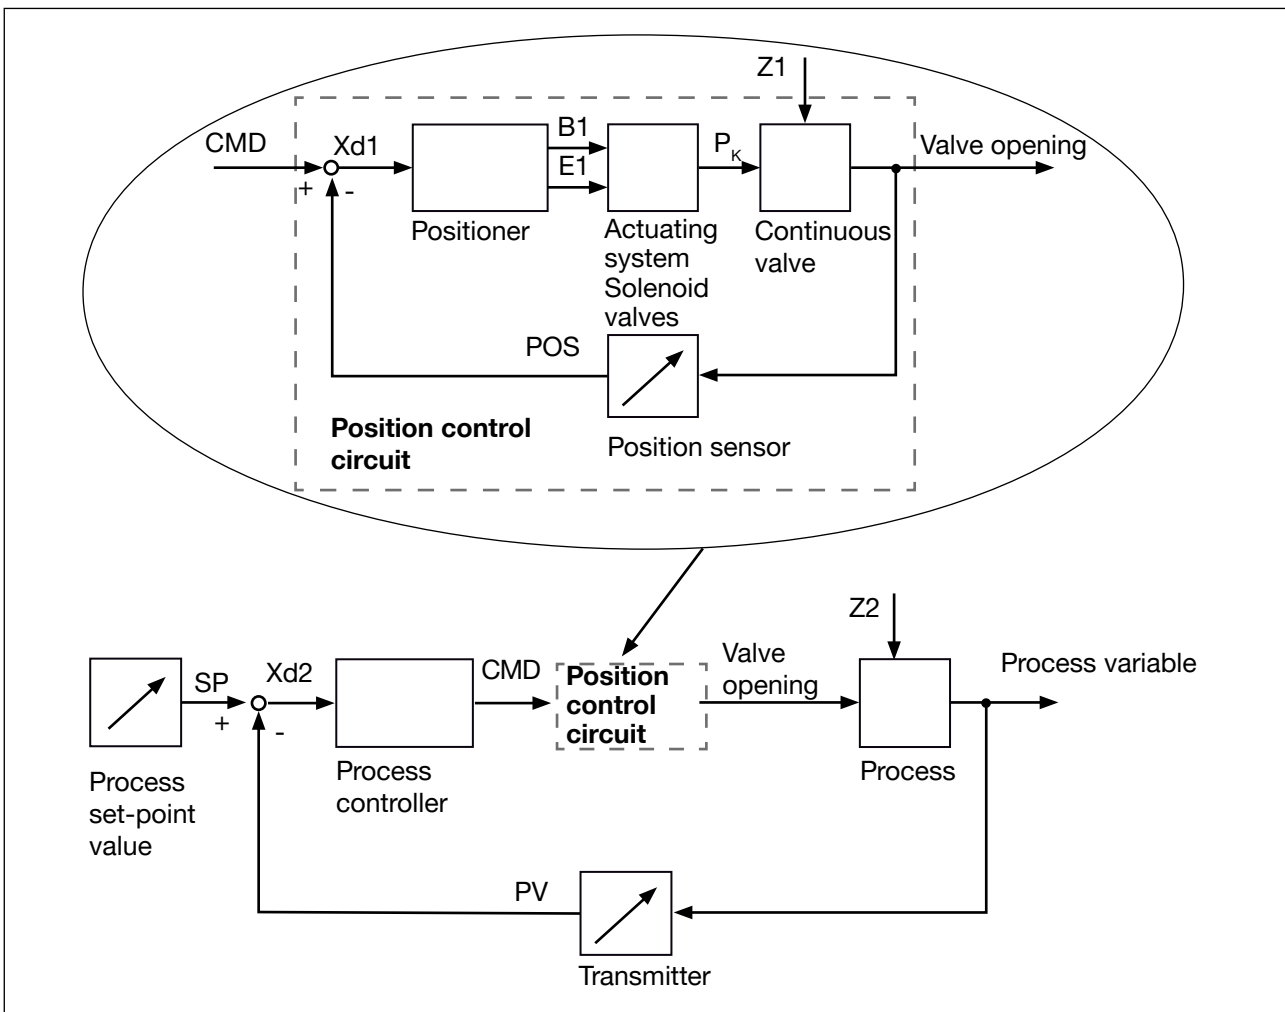 Z1
CMD
Xd1
B1
E1
PK
Valve opening
+
-
Positioner
Actuating
system
Solenoid
valves
Continuous
valve
POS
Position control
circuit
Position sensor
Z2
SP
Xd2
CMD
Position
control
circuit
Valve
opening
Process variable
+
-
Process
set-point
value
Process
controller
Process
PV
Transmitter